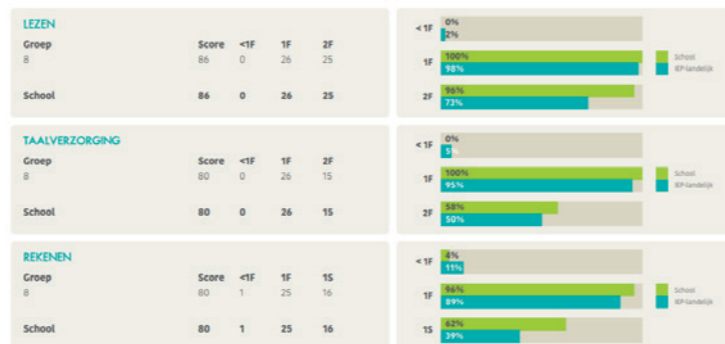 LEZEN
Groep Score <1F 1F 2F
8 86 0 26 25
School 86 0 26 25
< 1F 0%
2%
1F 100%
98%
2F 96%
73%
School
IEP-landelijk
TAALVERZORGING
Groep Score <1F 1F 2F
8 80 0 26 15
School 80 0 26 15
< 1F 0%
5%
1F 100%
95%
2F 58%
50%
School
IEP-landelijk
REKENEN
Groep Score <1F 1F 1S
8 80 1 25 16
School 80 1 25 16
< 1F 4%
11%
1F 96%
89%
1S 62%
39%
School
IEP-landelijk